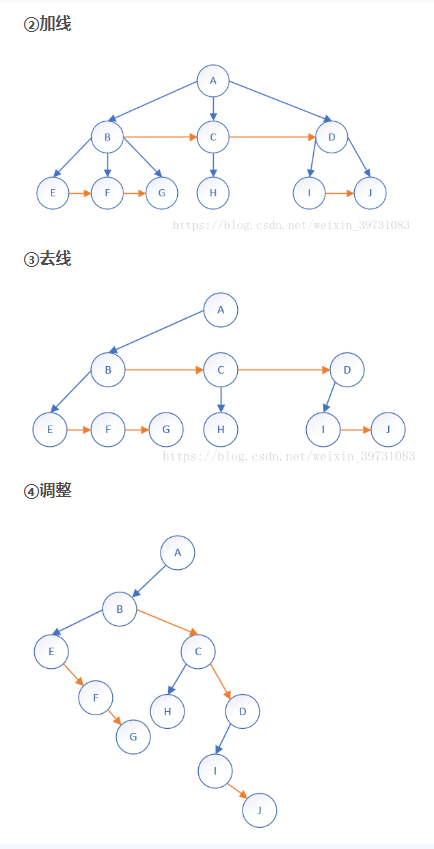 ②加线
A
B C D
E F G H I J
https://blog.csdn.net/weixin_39731083
③去线
A
B C D
E F G H I J
https://blog.csdn.net/weixin_39731083
④调整
A
B
E C
F H D
G
I
J